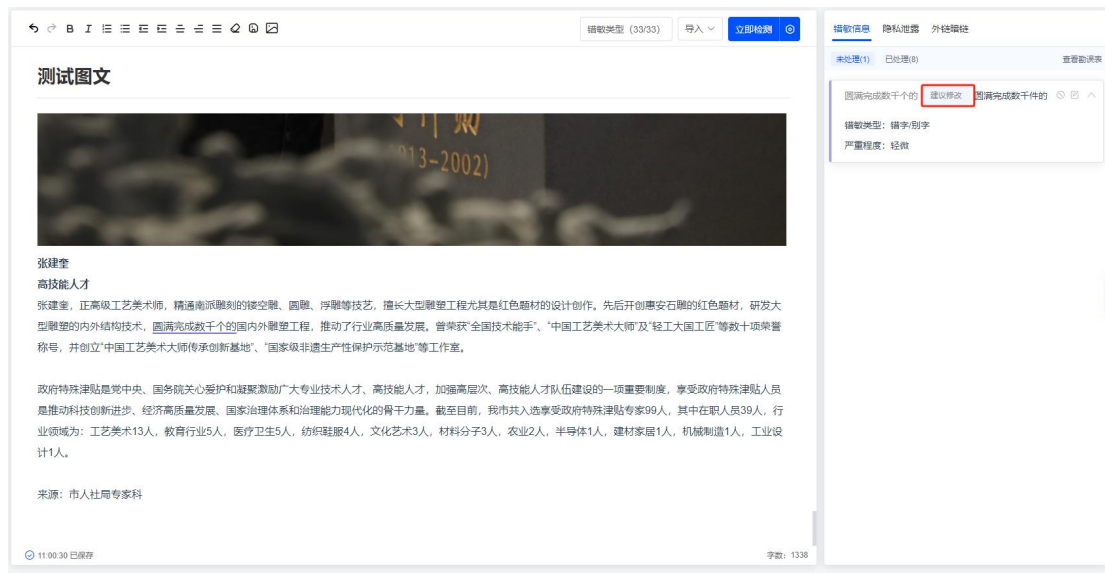 B I
错敏类型 (33/33) 导入 立即检测
测试图文
13-2002)
张建奎
高技能人才
张建奎，正高级工艺美术师，精通南派雕刻的镂空雕、圆雕、浮雕等技艺，擅长大型雕塑工程尤其是红色题材的设计创作。先后开创惠安石雕的红色题材，研发大
型雕塑的内外结构技术，圆满完成数千个的国内外雕塑工程，推动了行业高质量发展。曾荣获“全国技术能手”、“中国工艺美术大师”及“轻工大国工匠”等数十项荣誉
称号，并创立“中国工艺美术大师传承创新基地”、“国家级非遗生产性保护示范基地”等工作室。
政府特殊津贴是党中央、国务院关心爱护和凝聚激励广大专业技术人才、高技能人才，加强高层次、高技能人才队伍建设的一项重要制度，享受政府特殊津贴人员
是推动科技创新进步、经济高质量发展、国家治理体系和治理能力现代化的骨干力量。截至目前，我市共入选享受政府特殊津贴专家99人，其中在职人员39人，行
业领域为：工艺美术13人，教育行业5人，医疗卫生5人，纺织鞋服4人，文化艺术3人，材料分子3人，农业2人，半导体1人，建材家居1人，机械制造1人，工业设
计1人。
来源：市人社局专家科
11:00:30 已保存
字数：1338
错敏信息 隐私泄露 外链暗链
未处理(1) 已处理(8) 查看勘误表
圆满完成数千个的 建议修改 圆满完成数千件的
错敏类型：错字/别字
严重程度：轻微